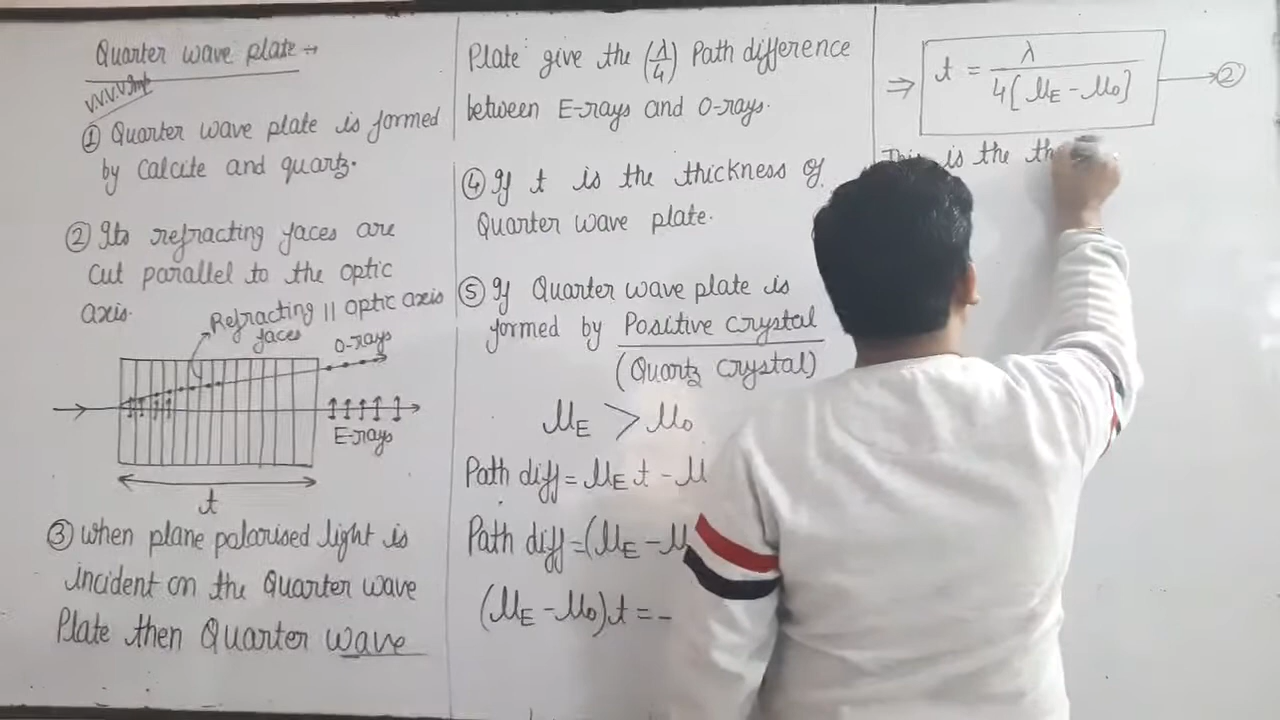 Quarter wave plate →
V.V.V.Imp
① Quarter wave plate is formed
by Calcite and quartz.
② Its refracting faces are
cut parallel to the optic
axis.
Refracting || optic axis
faces
O-rays
E-rays
t
③ When plane polarised light is
incident on the Quarter wave
Plate then Quarter wave
Plate give the (λ/4) Path difference
between E-rays and O-rays.
④ If t is the thickness of
Quarter wave plate.
⑤ If Quarter wave plate is
formed by Positive crystal
(Quartz crystal)
μE > μo
Path diff = μE t - μ
Path diff = (μE - μ
(μE - μo)t =
⇒ t = λ / 4[μE - μo] → ②
This is the th